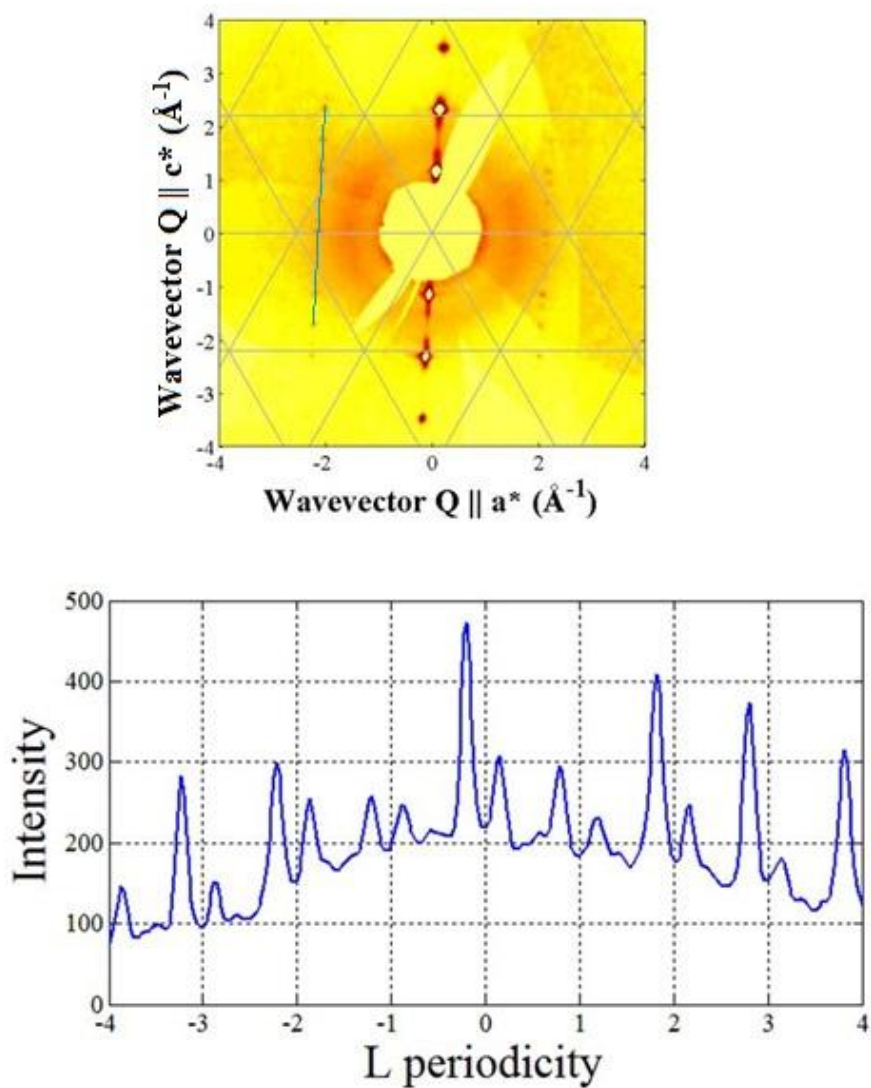 4
3
2
1
0
-1
-2
-3
-4
Wavevector Q || c* (Å-1)
-4 -2 0 2 4
Wavevector Q || a* (Å-1)
500
400
300
200
100
0
Intensity
-4 -3 -2 -1 0 1 2 3 4
L periodicity